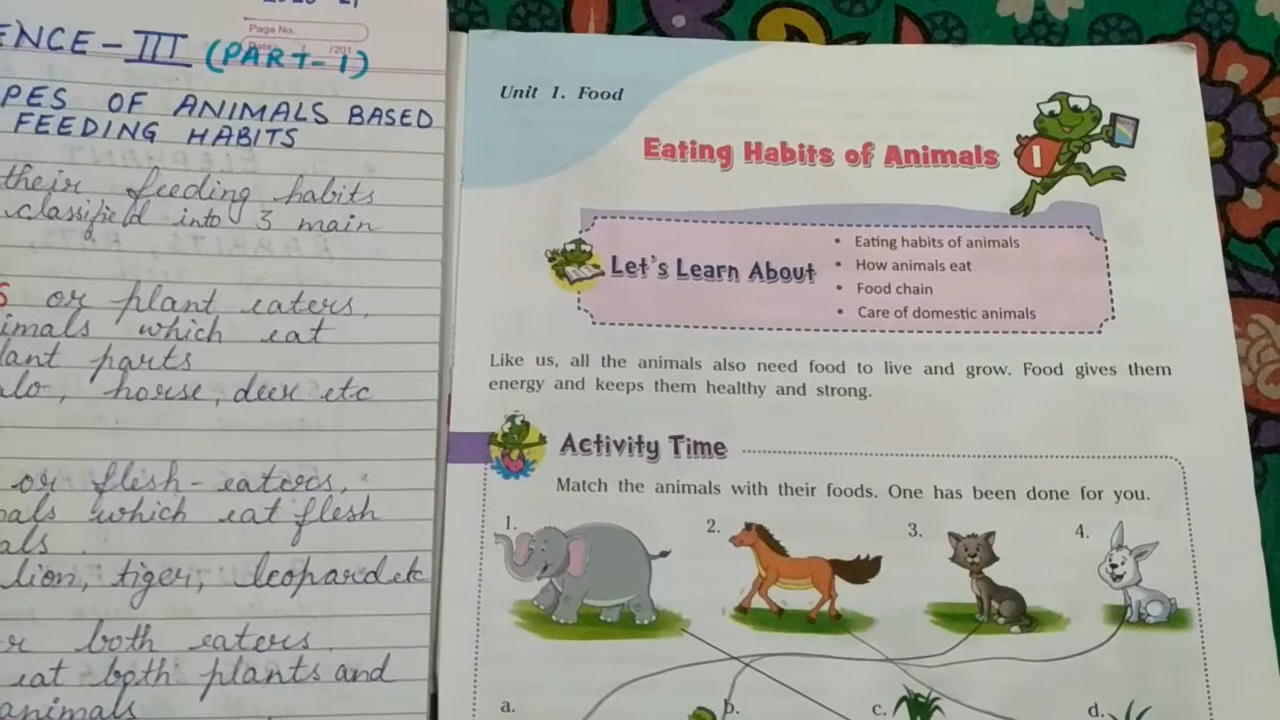 ENCE-III (PART-1)
Page No.
/201
PES OF ANIMALS BASED
FEEDING HABITS
their feeding habits
classified into 3 main
or plant eaters,
imals which eat
lant parts
alo, horse, deer etc
or flesh-eaters,
als which eat flesh
als
lion, tiger, leopard etc
r both eaters
eat both plants and
animals
Unit 1. Food
Eating Habits of Animals
1
Let's Learn About
• Eating habits of animals
• How animals eat
• Food chain
• Care of domestic animals
Like us, all the animals also need food to live and grow. Food gives them
energy and keeps them healthy and strong.
Activity Time
Match the animals with their foods. One has been done for you.
1. 2. 3. 4.
a. b. c. d.